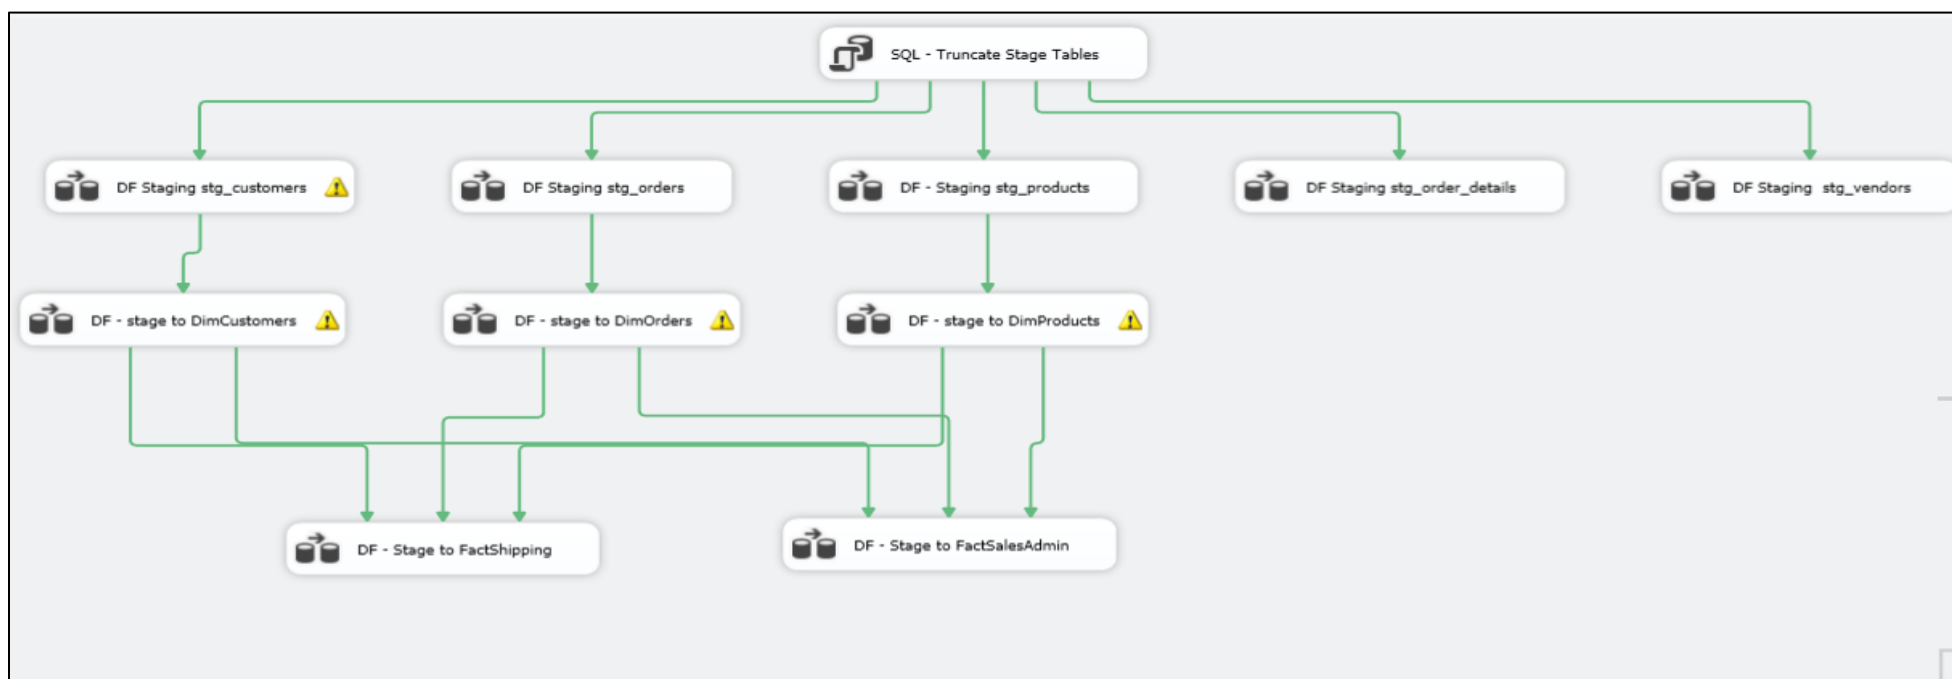 SQL - Truncate Stage Tables
DF Staging stg_customers
DF Staging stg_orders
DF - Staging stg_products
DF Staging stg_order_details
DF Staging  stg_vendors
DF - stage to DimCustomers
DF - stage to DimOrders
DF - stage to DimProducts
DF - Stage to FactShipping
DF - Stage to FactSalesAdmin